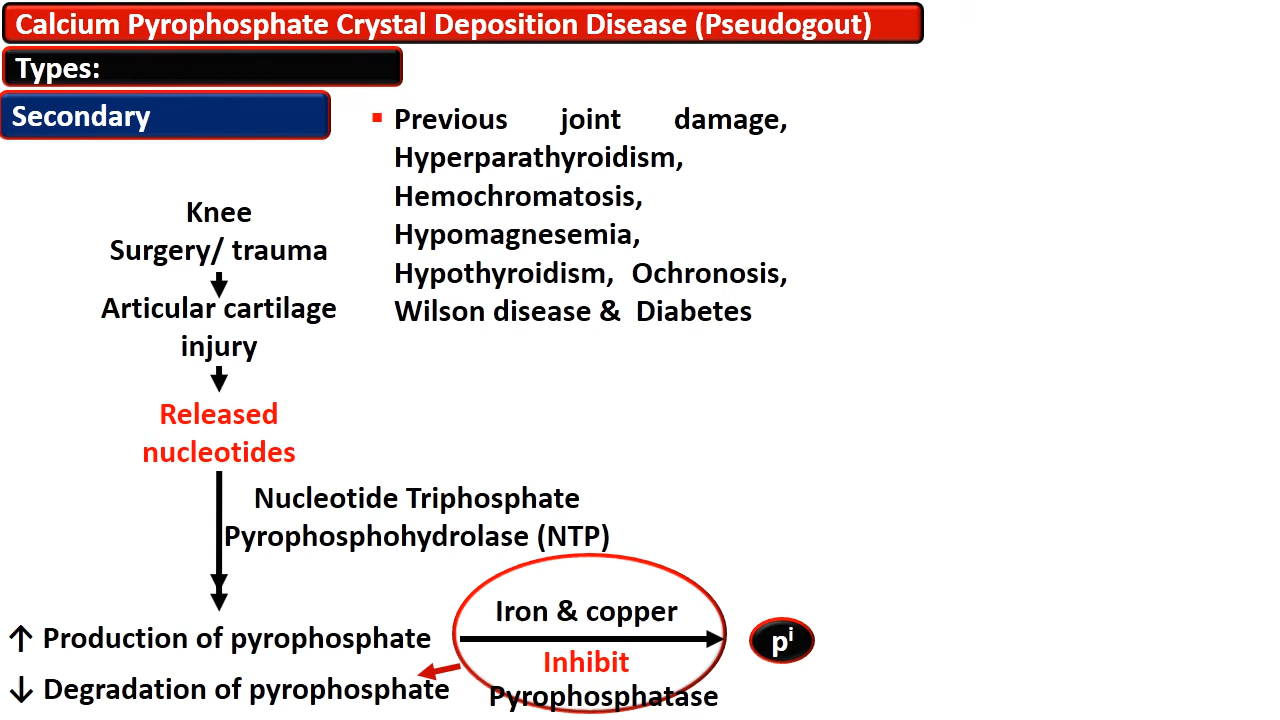 Calcium Pyrophosphate Crystal Deposition Disease (Pseudogout)
Types:
Secondary
▪ Previous joint damage,
Hyperparathyroidism,
Hemochromatosis,
Hypomagnesemia,
Hypothyroidism, Ochronosis,
Wilson disease & Diabetes
Knee
Surgery/ trauma
Articular cartilage
injury
Released
nucleotides
Nucleotide Triphosphate
Pyrophosphohydrolase (NTP)
Iron & copper
↑ Production of pyrophosphate
pⁱ
Inhibit
↓ Degradation of pyrophosphate
Pyrophosphatase